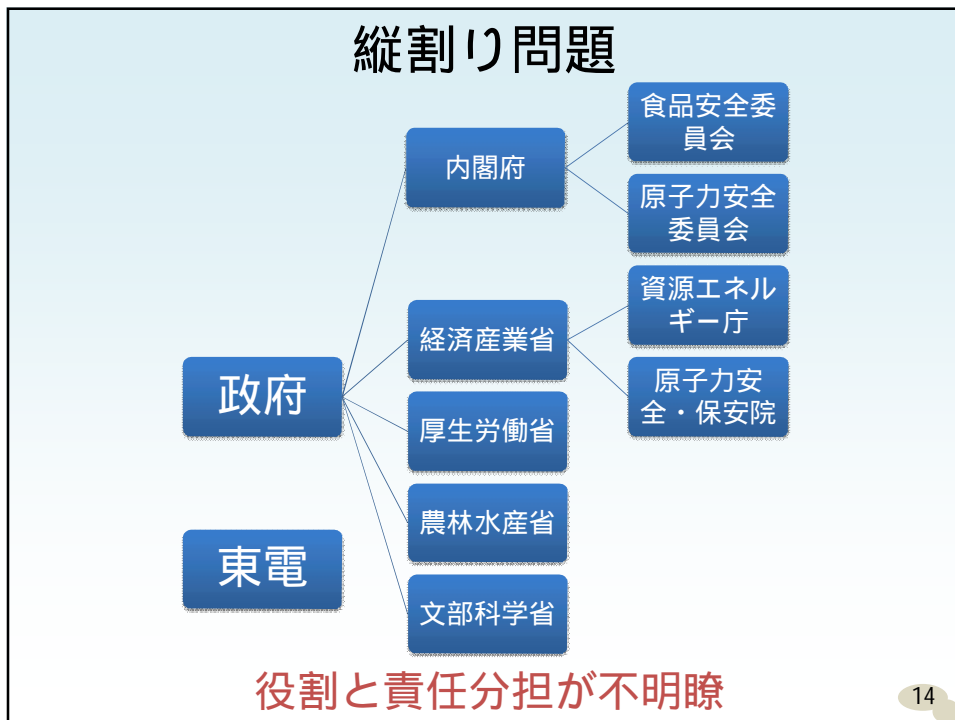 縦割り問題
食品安全委
員会
内閣府
原子力安全
委員会
資源エネル
ギー庁
経済産業省
原子力安
全・保安院
政府
厚生労働省
農林水産省
東電
文部科学省
役割と責任分担が不明瞭
14